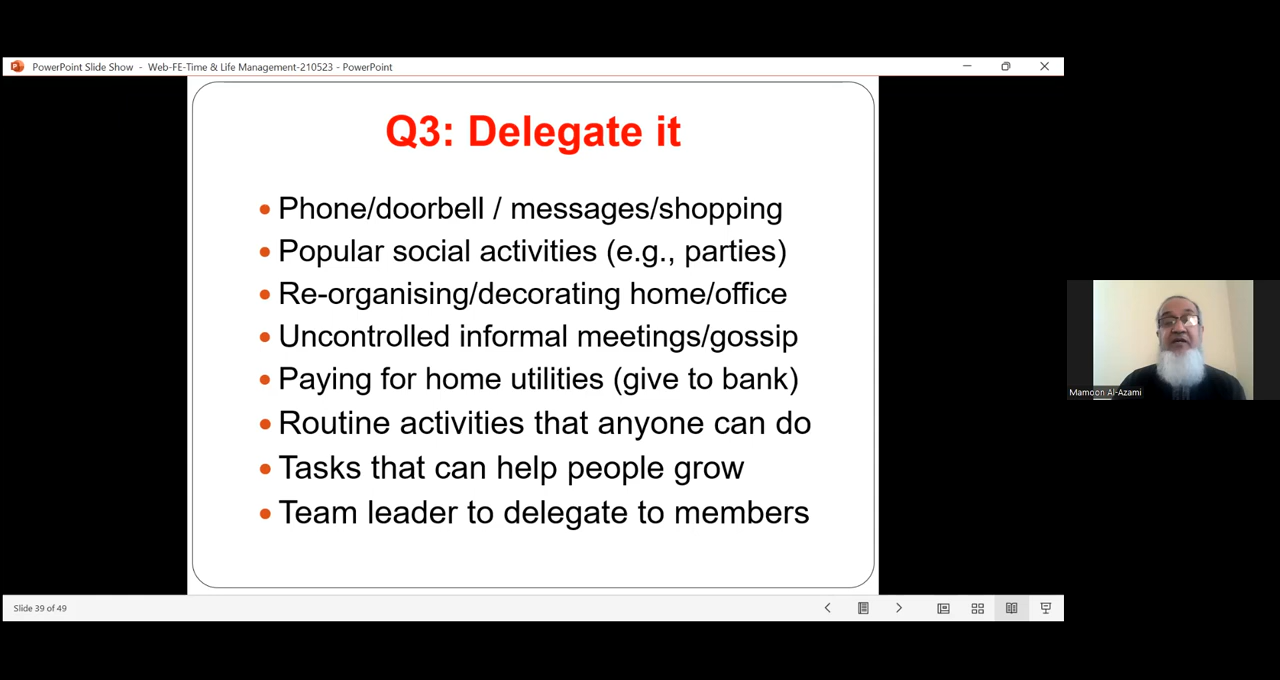 PowerPoint Slide Show - Web-FE-Time & Life Management-210523 - PowerPoint
Q3: Delegate it
• Phone/doorbell / messages/shopping
• Popular social activities (e.g., parties)
• Re-organising/decorating home/office
• Uncontrolled informal meetings/gossip
• Paying for home utilities (give to bank)
• Routine activities that anyone can do
• Tasks that can help people grow
• Team leader to delegate to members
Mamoon Al-Azami
Slide 39 of 49